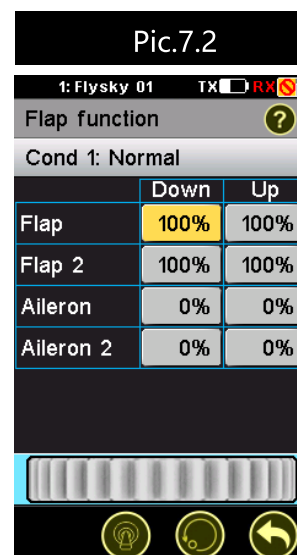 Pic.7.2
1: Flysky 01 TX RX
Flap function ?
Cond 1: Normal
Down Up
Flap 100% 100%
Flap 2 100% 100%
Aileron 0% 0%
Aileron 2 0% 0%